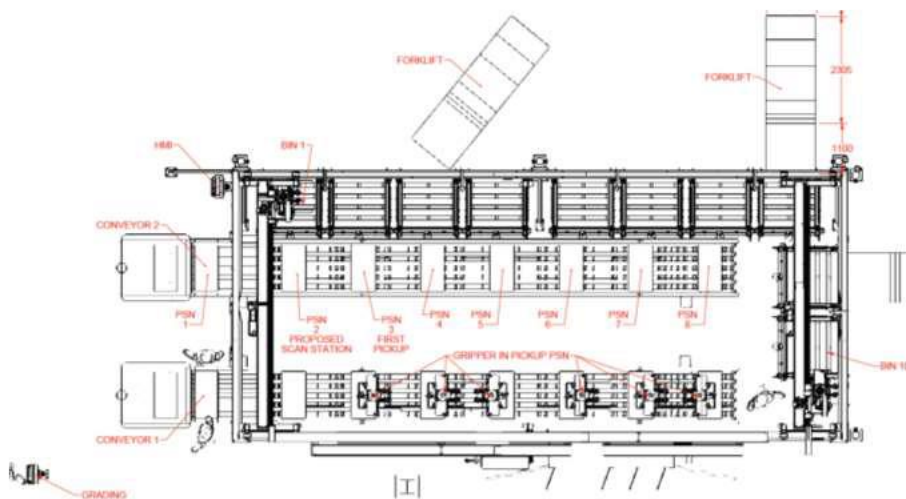 FORKLIFT
FORKLIFT
2305
1100
HMI
BIN 1
CONVEYOR 2
PSN
1
PSN
2
PROPOSED
SCAN STATION
PSN
3
FIRST
PICKUP
PSN
4
PSN
5
PSN
6
PSN
7
PSN
8
GRIPPER IN PICKUP PSN
BIN 10
CONVEYOR 1
GRADING